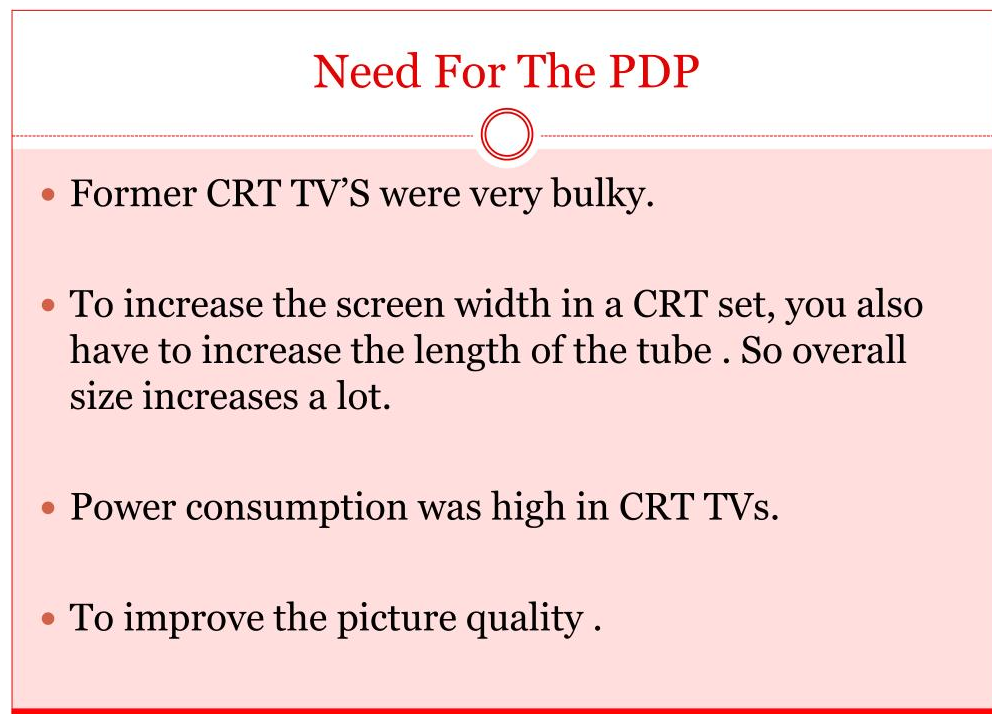 Need For The PDP
• Former CRT TV’S were very bulky.
• To increase the screen width in a CRT set, you also
have to increase the length of the tube . So overall
size increases a lot.
• Power consumption was high in CRT TVs.
• To improve the picture quality .